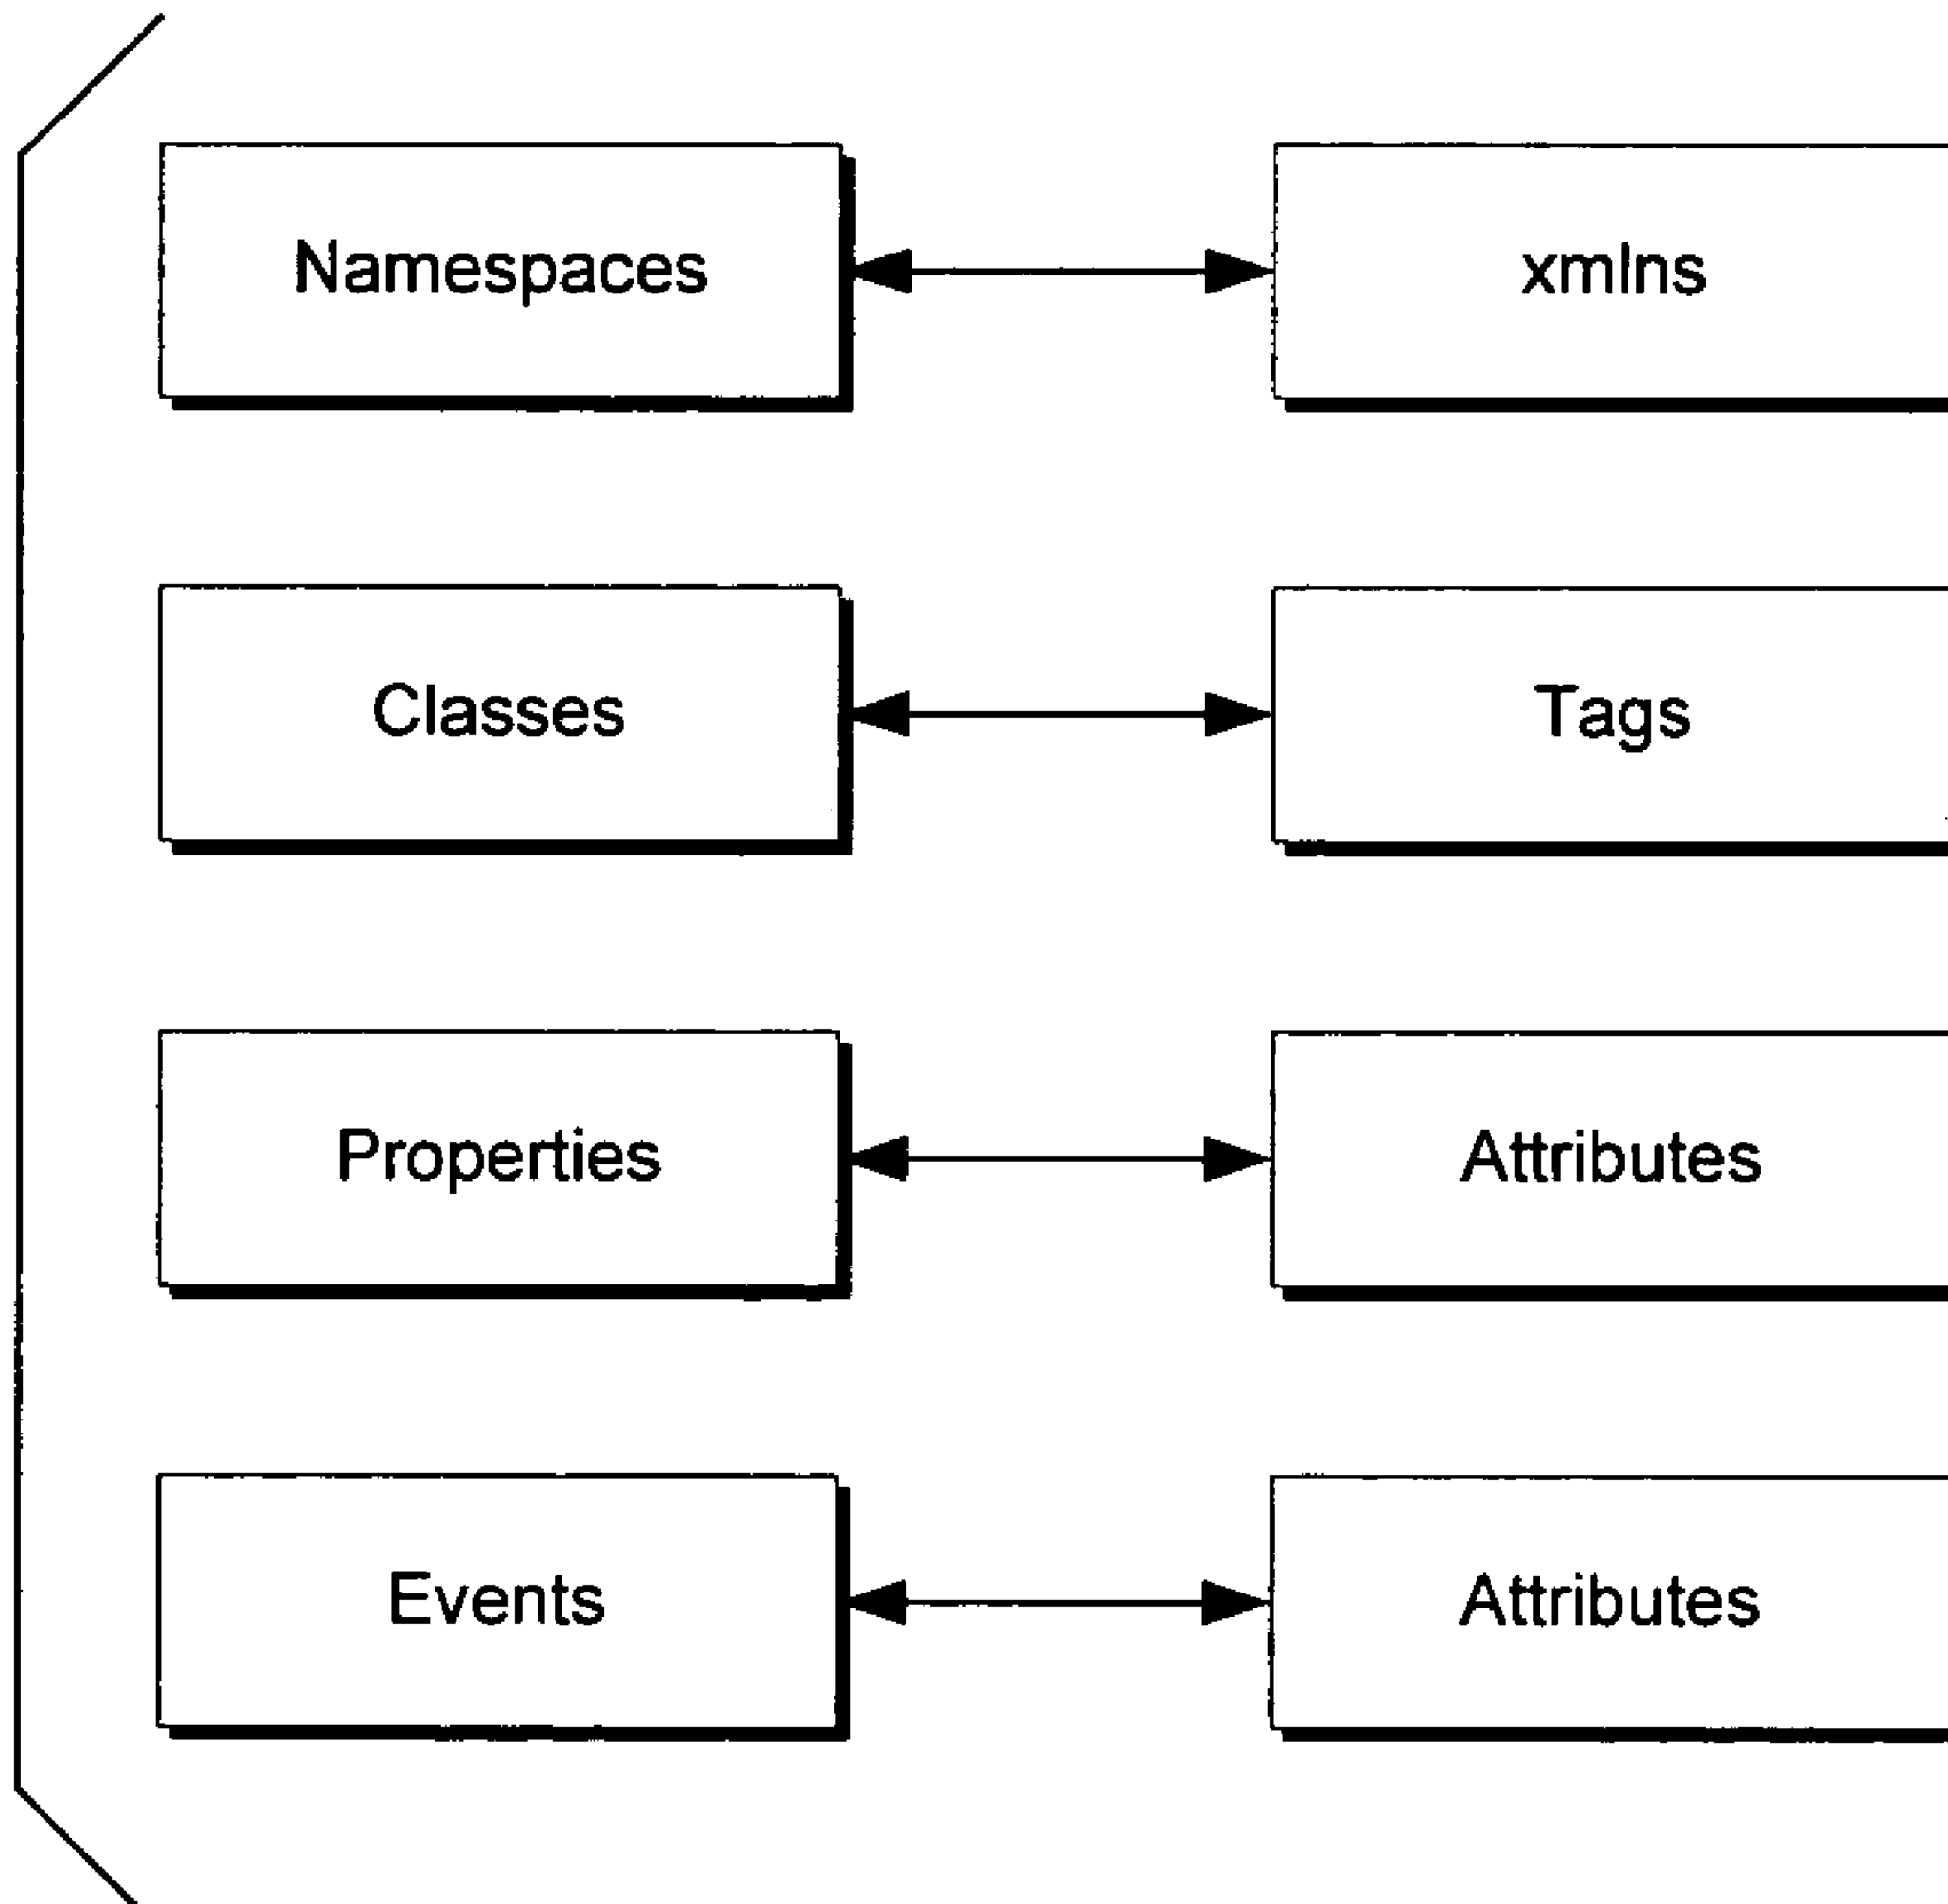 Namespaces
xmlns
Classes
Tags
Properties
Attributes
Events
Attributes